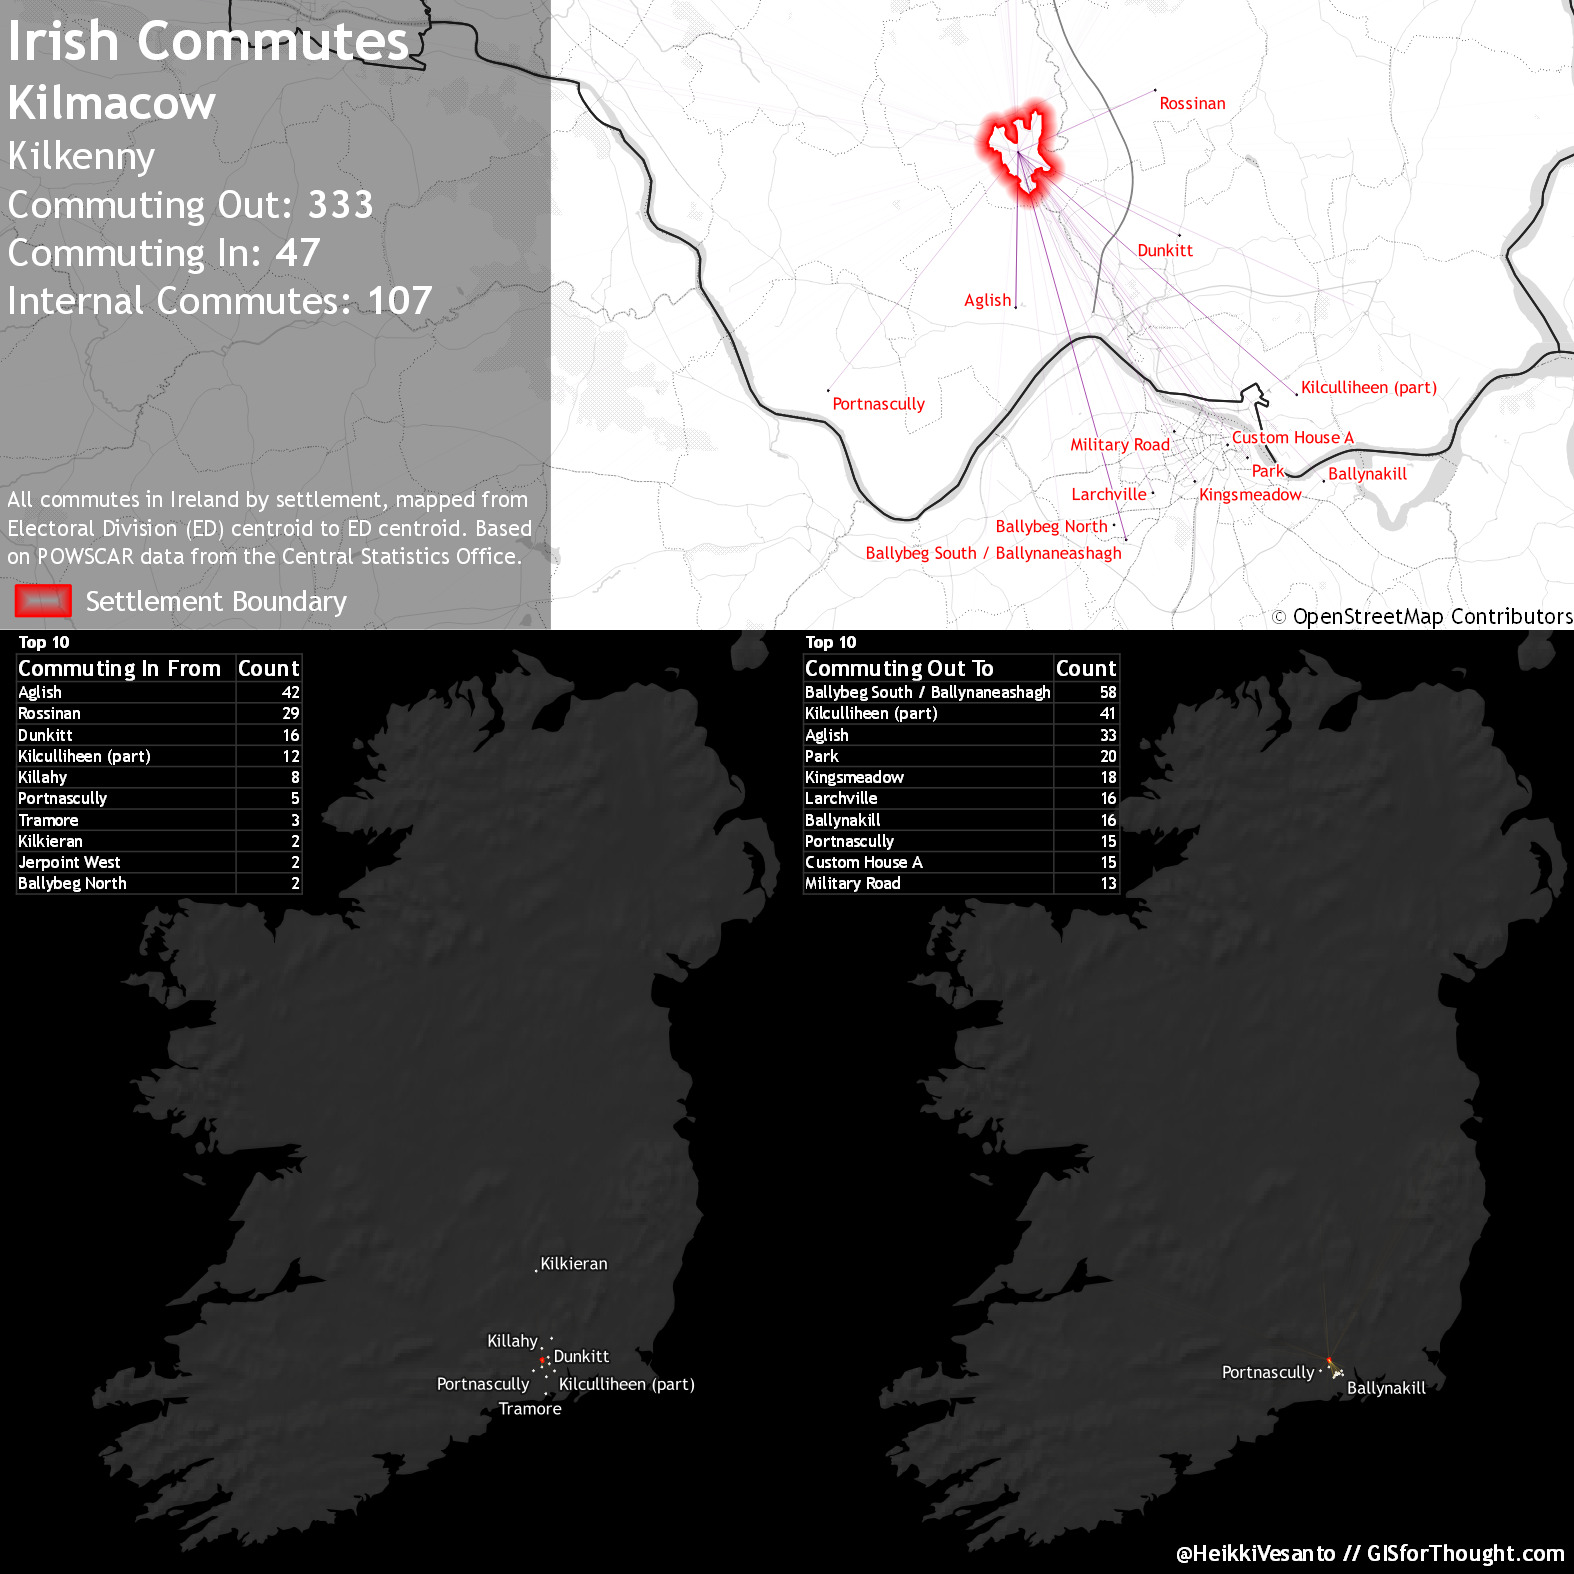 Irish Commutes
Kilmacow
Kilkenny
Commuting Out: 333
Commuting In: 47
Internal Commutes: 107
All commutes in Ireland by settlement, mapped from
Electoral Division (ED) centroid to ED centroid. Based
on POWSCAR data from the Central Statistics Office.
Settlement Boundary
Rossinan
Dunkitt
Aglish
Portnascully
Kilculliheen (part)
Military Road
Custom House A
Park
Ballynakill
Larchville
Kingsmeadow
Ballybeg North
Ballybeg South / Ballynaneashagh
© OpenStreetMap Contributors
Top 10
Commuting In From Count
Aglish 42
Rossinan 29
Dunkitt 16
Kilculliheen (part) 12
Killahy 8
Portnascully 5
Tramore 3
Kilkieran 2
Jerpoint West 2
Ballybeg North 2
Top 10
Commuting Out To Count
Ballybeg South / Ballynaneashagh 58
Kilculliheen (part) 41
Aglish 33
Park 20
Kingsmeadow 18
Larchville 16
Ballynakill 16
Portnascully 15
Custom House A 15
Military Road 13
Kilkieran
Killahy
Dunkitt
Portnascully
Kilculliheen (part)
Tramore
Portnascully
Ballynakill
@HeikkiVesanto // GISforThought.com